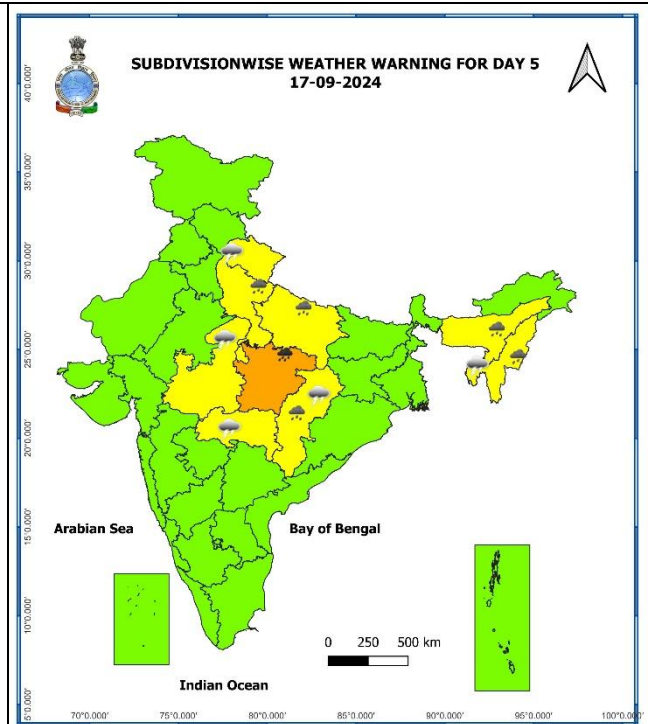 SUBDIVISIONWISE WEATHER WARNING FOR DAY 5
17-09-2024
40°0.000'
35°0.000'
30°0.000'
25°0.000'
20°0.000'
15°0.000'
10°0.000'
5°0.000'
Arabian Sea
Bay of Bengal
0 250 500 km
Indian Ocean
70°0.000' 75°0.000' 80°0.000' 85°0.000' 90°0.000' 95°0.000' 100°0.000'